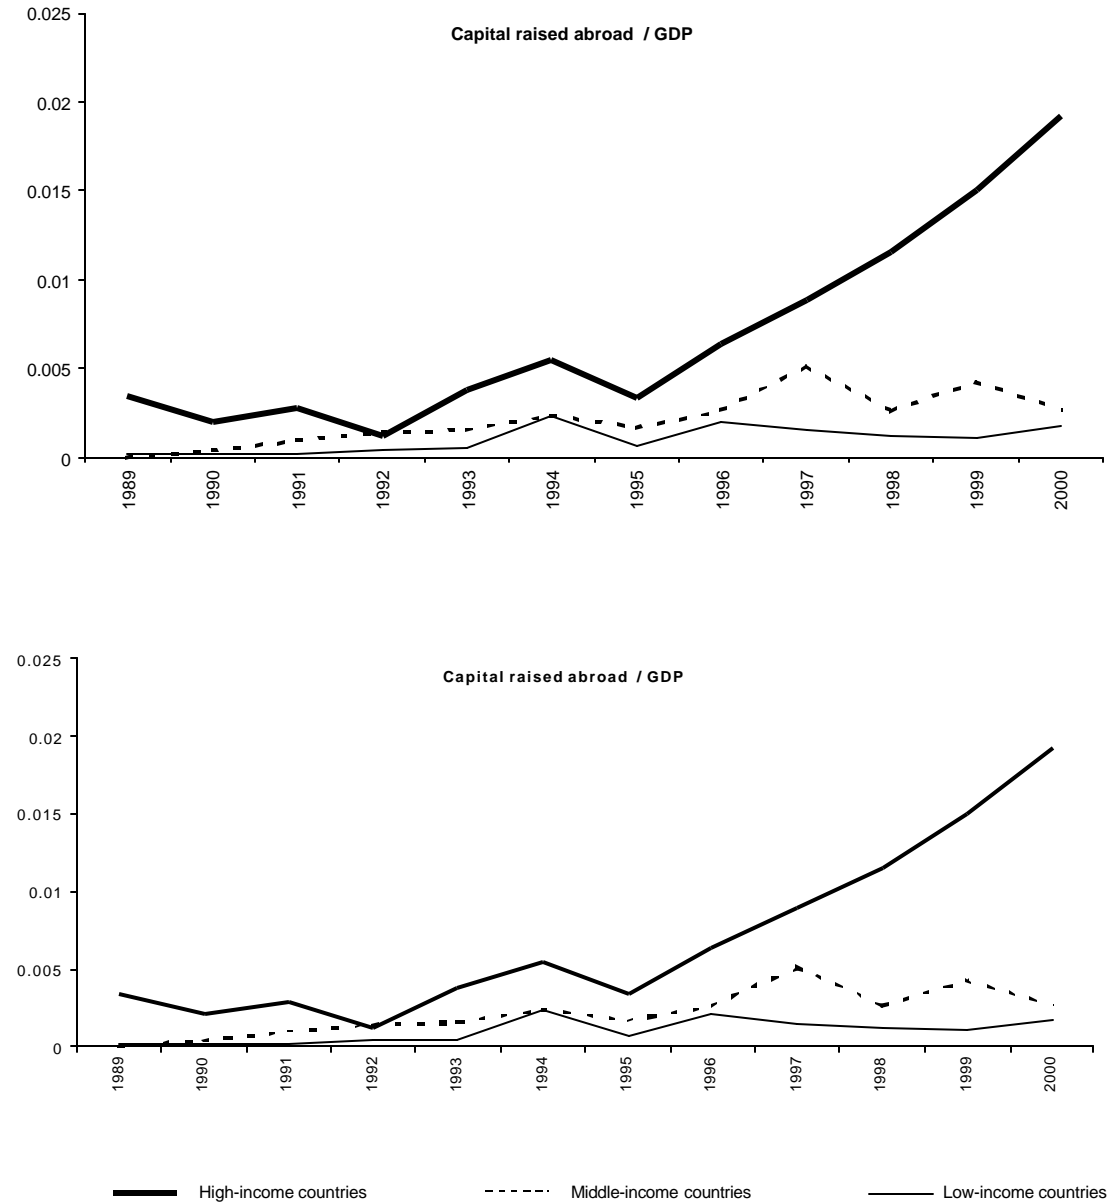 Capital raised abroad / GDP
0.025
0.02
0.015
0.01
0.005
0
1989 1990 1991 1992 1993 1994 1995 1996 1997 1998 1999 2000
Capital raised abroad / GDP
0.025
0.02
0.015
0.01
0.005
0
1989 1990 1991 1992 1993 1994 1995 1996 1997 1998 1999 2000
High-income countries Middle-income countries Low-income countries